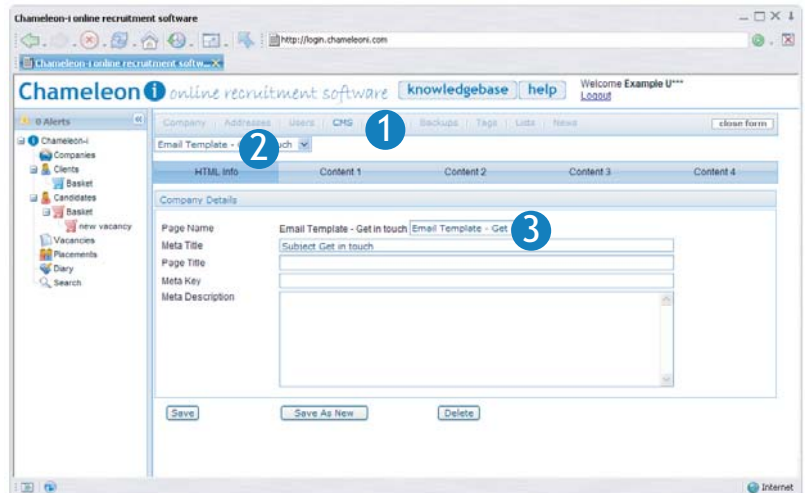 Chameleon-i online recruitment software
http://login.chameleoni.com
Chameleon-i online recruitment softw...
Chameleon i online recruitment software knowledgebase help Welcome Example U***
Logout
0 Alerts
Company Addresses Users CMS 1 Backups Tags Lists News close form
Chameleon-i
Companies
Clients
Basket
Candidates
Basket
new vacancy
Vacancies
Placements
Diary
Search
Email Template - 2 uch
HTML Info Content 1 Content 2 Content 3 Content 4
Company Details
Page Name Email Template - Get in touch Email Template - Get 3
Meta Title Subject Get in touch
Page Title
Meta Key
Meta Description
Save Save As New Delete
Internet